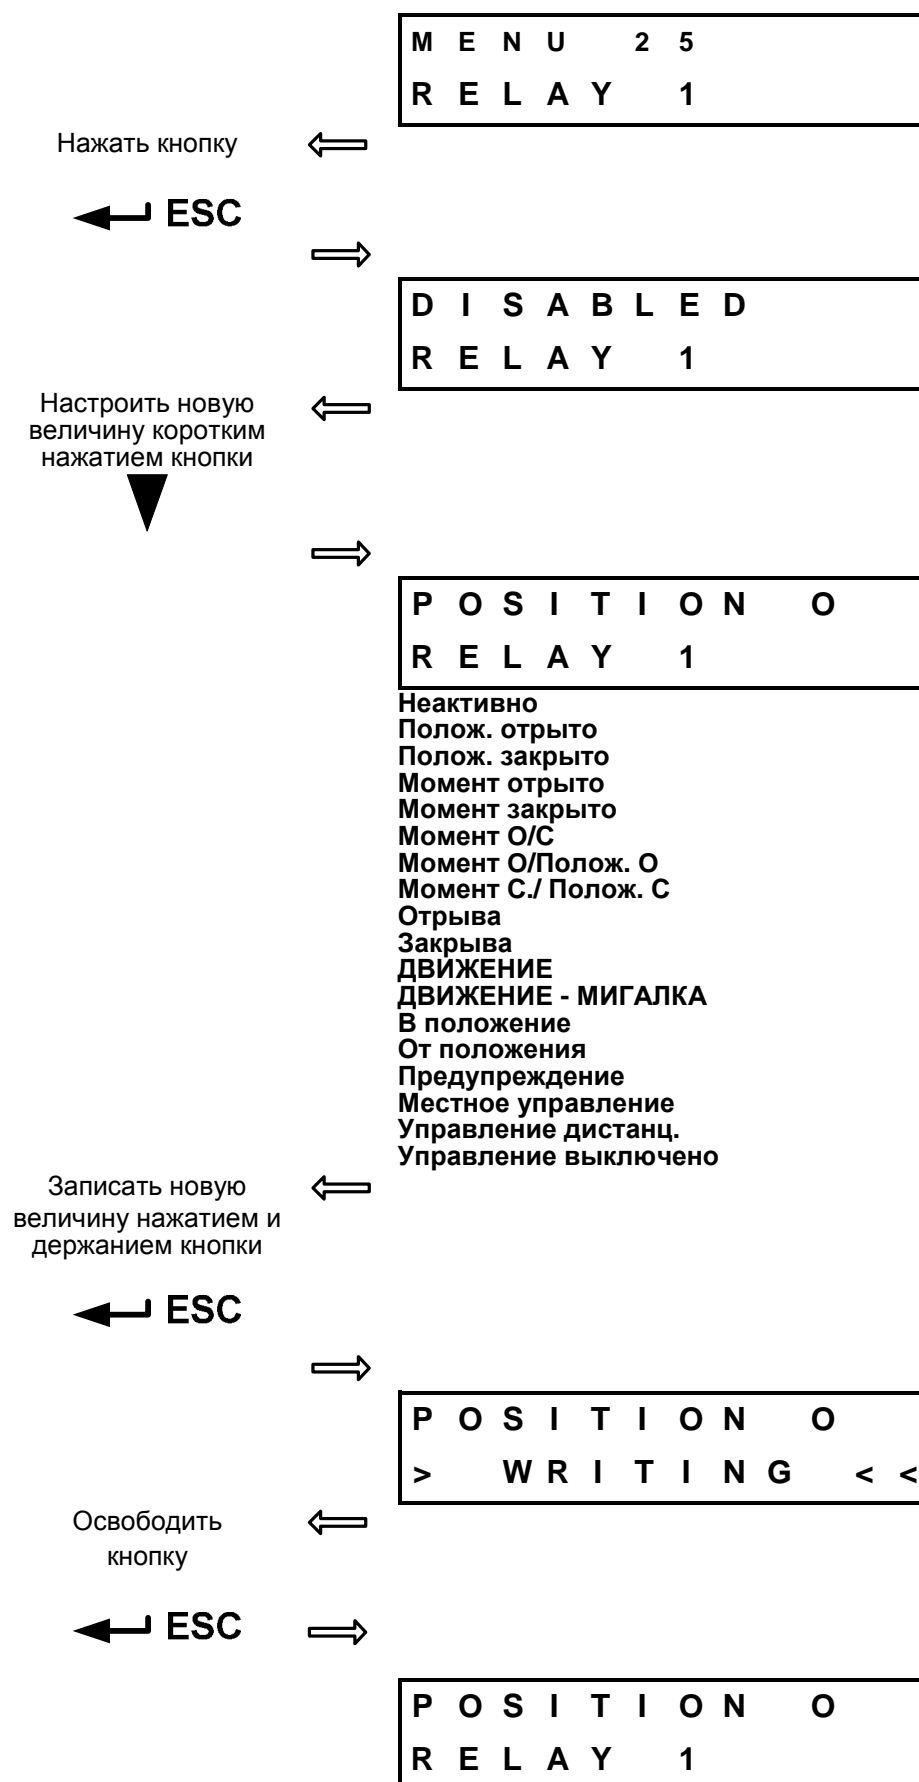 MENU 25
RELAY 1
Нажать кнопку
ESC
DISABLED
RELAY 1
Настроить новую
величину коротким
нажатием кнопки
POSITION O
RELAY 1
Неактивно
Полож. отрыто
Полож. закрыто
Момент отрыто
Момент закрыто
Момент О/С
Момент О/Полож. О
Момент С./ Полож. С
Отрыва
Закрыва
ДВИЖЕНИЕ
ДВИЖЕНИЕ - МИГАЛКА
В положение
От положения
Предупреждение
Местное управление
Управление дистанц.
Управление выключено
Записать новую
величину нажатием и
держанием кнопки
ESC
POSITION O
> WRITING < <
Освободить
кнопку
ESC
POSITION O
RELAY 1